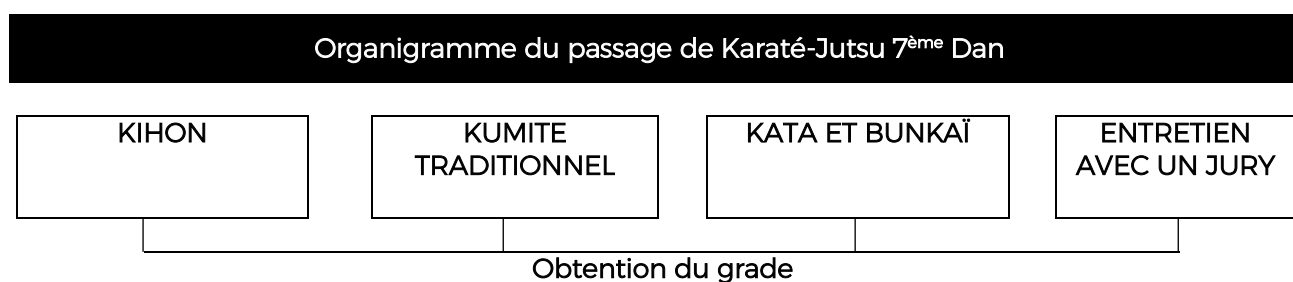 Organigramme du passage de Karaté-Jutsu 7ème Dan
KIHON
KUMITE
TRADITIONNEL
KATA ET BUNKAÏ
ENTRETIEN
AVEC UN JURY
Obtention du grade